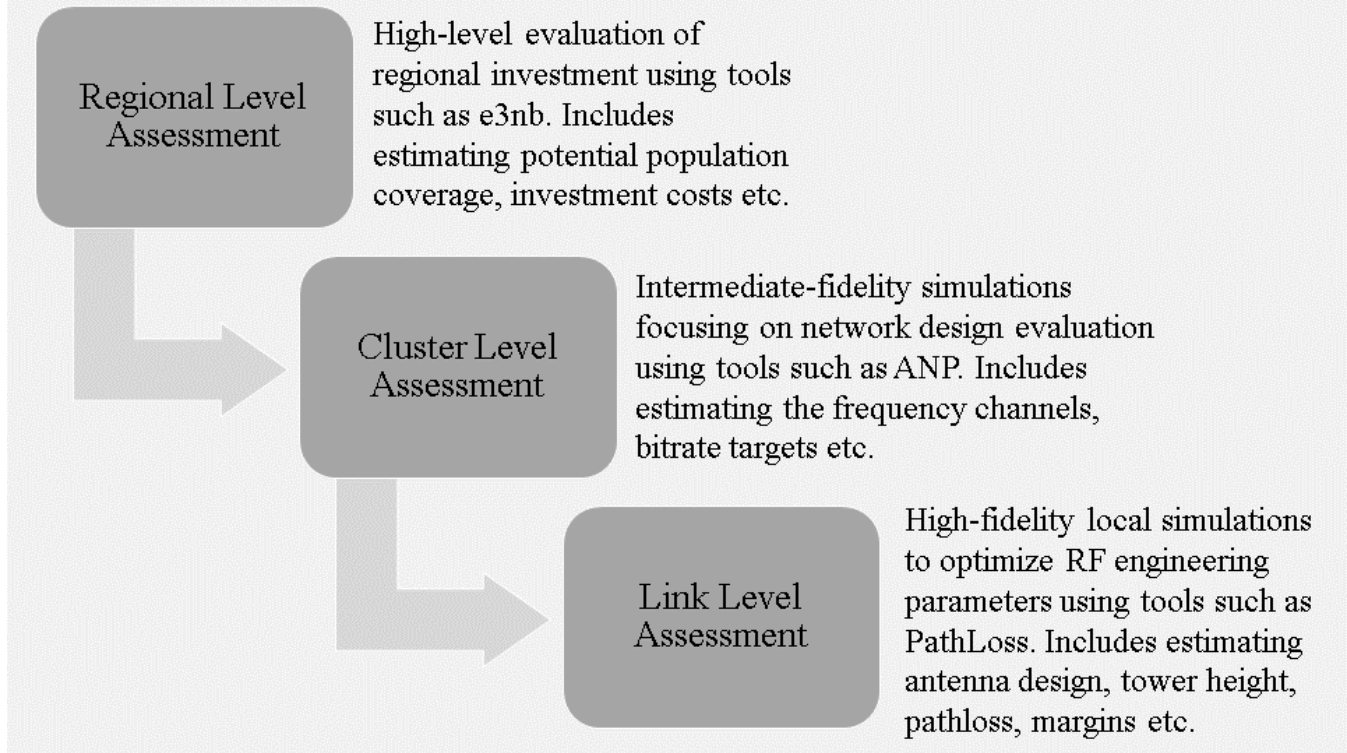 Regional Level
Assessment
High-level evaluation of
regional investment using tools
such as e3nb. Includes
estimating potential population
coverage, investment costs etc.
Cluster Level
Assessment
Intermediate-fidelity simulations
focusing on network design evaluation
using tools such as ANP. Includes
estimating the frequency channels,
bitrate targets etc.
Link Level
Assessment
High-fidelity local simulations
to optimize RF engineering
parameters using tools such as
PathLoss. Includes estimating
antenna design, tower height,
pathloss, margins etc.